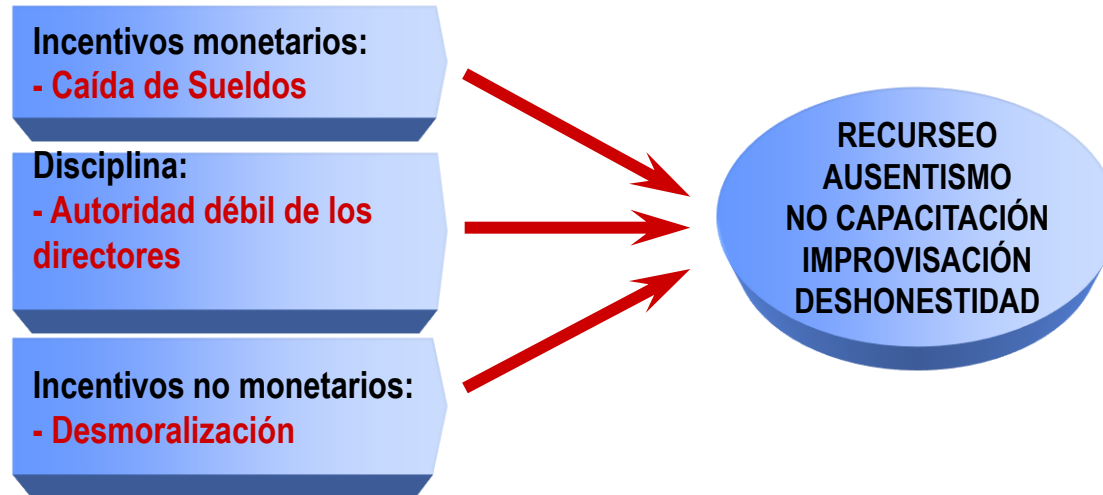 Incentivos monetarios:
- Caída de Sueldos
Disciplina:
- Autoridad débil de los
directores
Incentivos no monetarios:
- Desmoralización
RECURSEO
AUSENTISMO
NO CAPACITACIÓN
IMPROVISACIÓN
DESHONESTIDAD